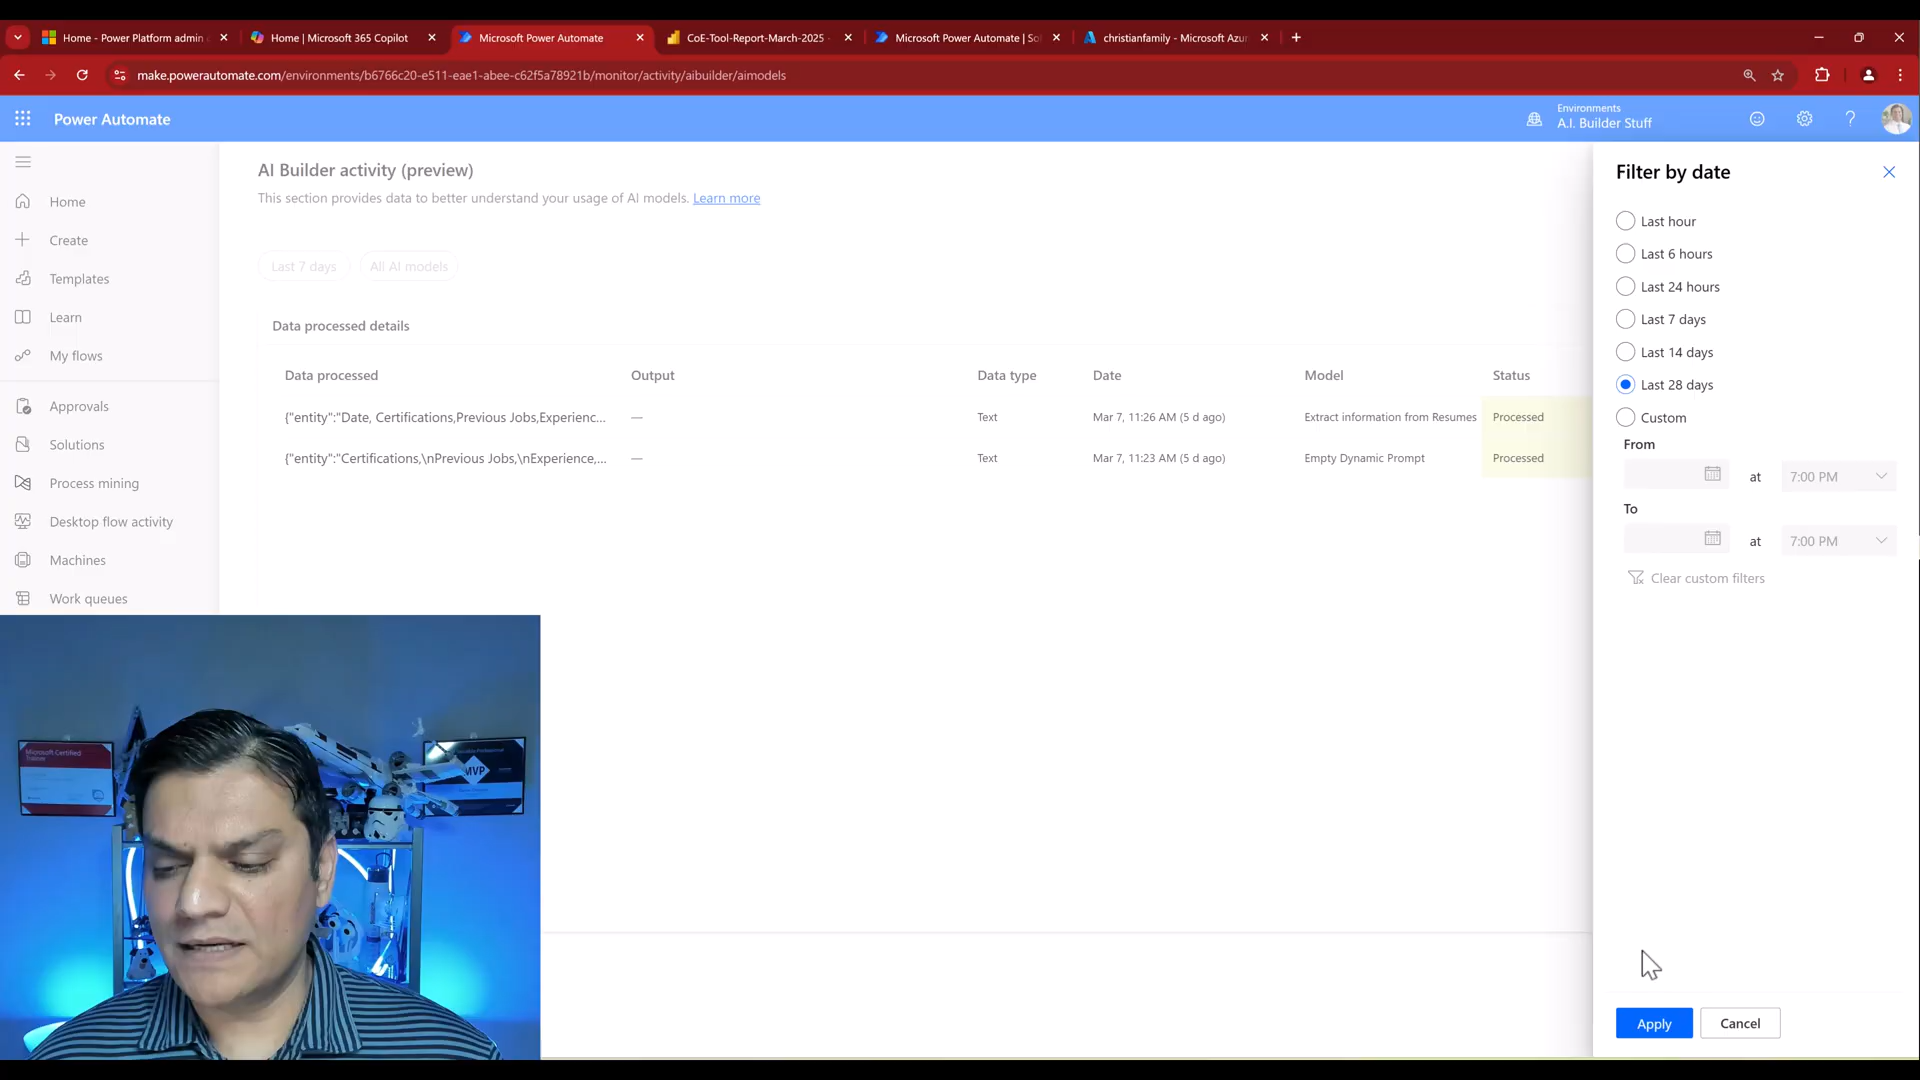 Home - Power Platform admin
Home | Microsoft 365 Copilot
Microsoft Power Automate
CoE-Tool-Report-March-2025 -
Microsoft Power Automate | So
christianfamily - Microsoft Azu
make.powerautomate.com/environments/b6766c20-e511-eae1-abee-c62f5a78921b/monitor/activity/aibuilder/aimodels
Power Automate
Environments
A.I. Builder Stuff
Home
Create
Templates
Learn
My flows
Approvals
Solutions
Process mining
Desktop flow activity
Machines
Work queues
AI Builder activity (preview)
This section provides data to better understand your usage of AI models. Learn more
Last 7 days
All AI models
Data processed details
Data processed Output Data type Date Model Status
{"entity":"Date, Certifications,Previous Jobs,Experienc... — Text Mar 7, 11:26 AM (5 d ago) Extract information from Resumes Processed
{"entity":"Certifications,\nPrevious Jobs,\nExperience,... — Text Mar 7, 11:23 AM (5 d ago) Empty Dynamic Prompt Processed
Filter by date
Last hour
Last 6 hours
Last 24 hours
Last 7 days
Last 14 days
Last 28 days
Custom
From
at 7:00 PM
To
at 7:00 PM
Clear custom filters
Apply
Cancel
Microsoft Certified
Trainer
MVP